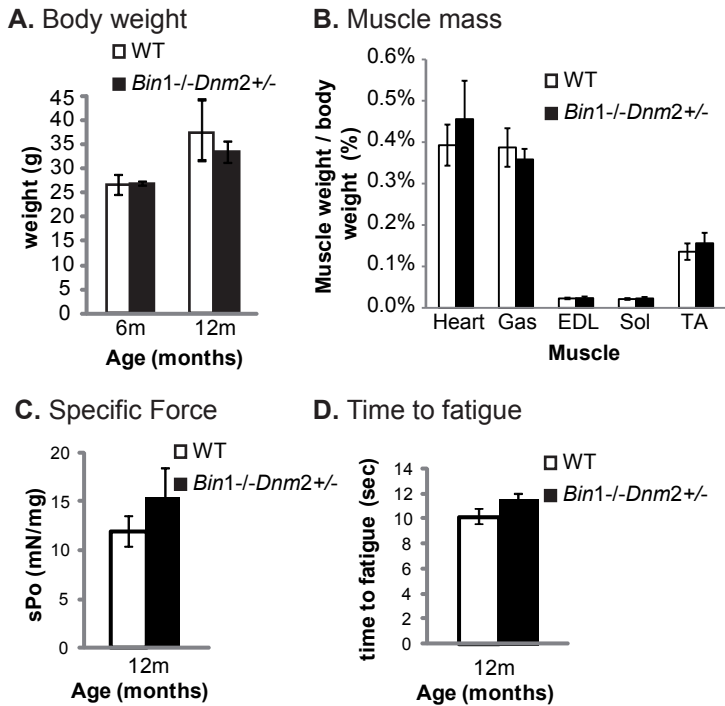 A. Body weight
WT
Bin1-/-Dnm2+/-
45
40
35
30
25
20
15
10
5
0
weight (g)
6m 12m
Age (months)
B. Muscle mass
0.6%
0.5%
0.4%
0.3%
0.2%
0.1%
0.0%
Muscle weight / body
weight (%)
WT
Bin1-/-Dnm2+/-
Heart Gas EDL Sol TA
Muscle
C. Specific Force
WT
Bin1-/-Dnm2+/-
20
15
10
5
0
sPo (mN/mg)
12m
Age (months)
D. Time to fatigue
WT
Bin1-/-Dnm2+/-
14
12
10
8
6
4
2
0
time to fatigue (sec)
12m
Age (months)